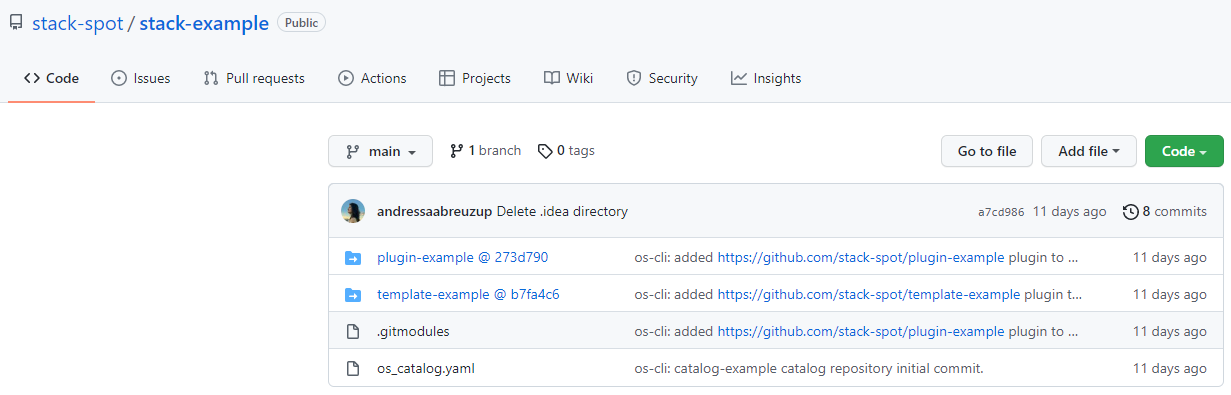 stack-spot / stack-example Public
Code Issues Pull requests Actions Projects Wiki Security Insights
main 1 branch 0 tags Go to file Add file Code
andressaabreuzup Delete .idea directory a7cd986 11 days ago 8 commits
plugin-example @ 273d790 os-cli: added https://github.com/stack-spot/plugin-example plugin to ... 11 days ago
template-example @ b7fa4c6 os-cli: added https://github.com/stack-spot/template-example plugin t... 11 days ago
.gitmodules os-cli: added https://github.com/stack-spot/plugin-example plugin to ... 11 days ago
os_catalog.yaml os-cli: catalog-example catalog repository initial commit. 11 days ago